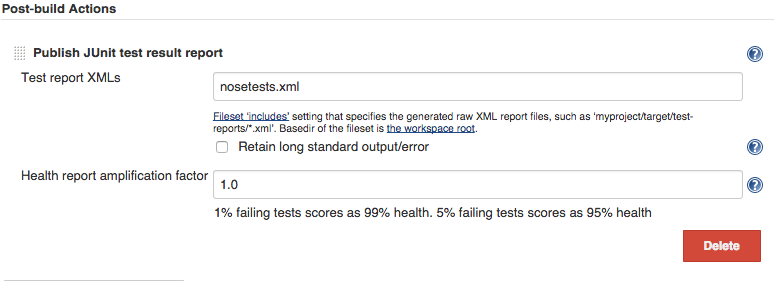 Post-build Actions
Publish JUnit test result report
?
Test report XMLs
nosetests.xml
Fileset 'includes' setting that specifies the generated raw XML report files, such as 'myproject/target/test-
reports/*.xml'. Basedir of the fileset is the workspace root.
Retain long standard output/error
?
Health report amplification factor
1.0
?
1% failing tests scores as 99% health. 5% failing tests scores as 95% health
Delete